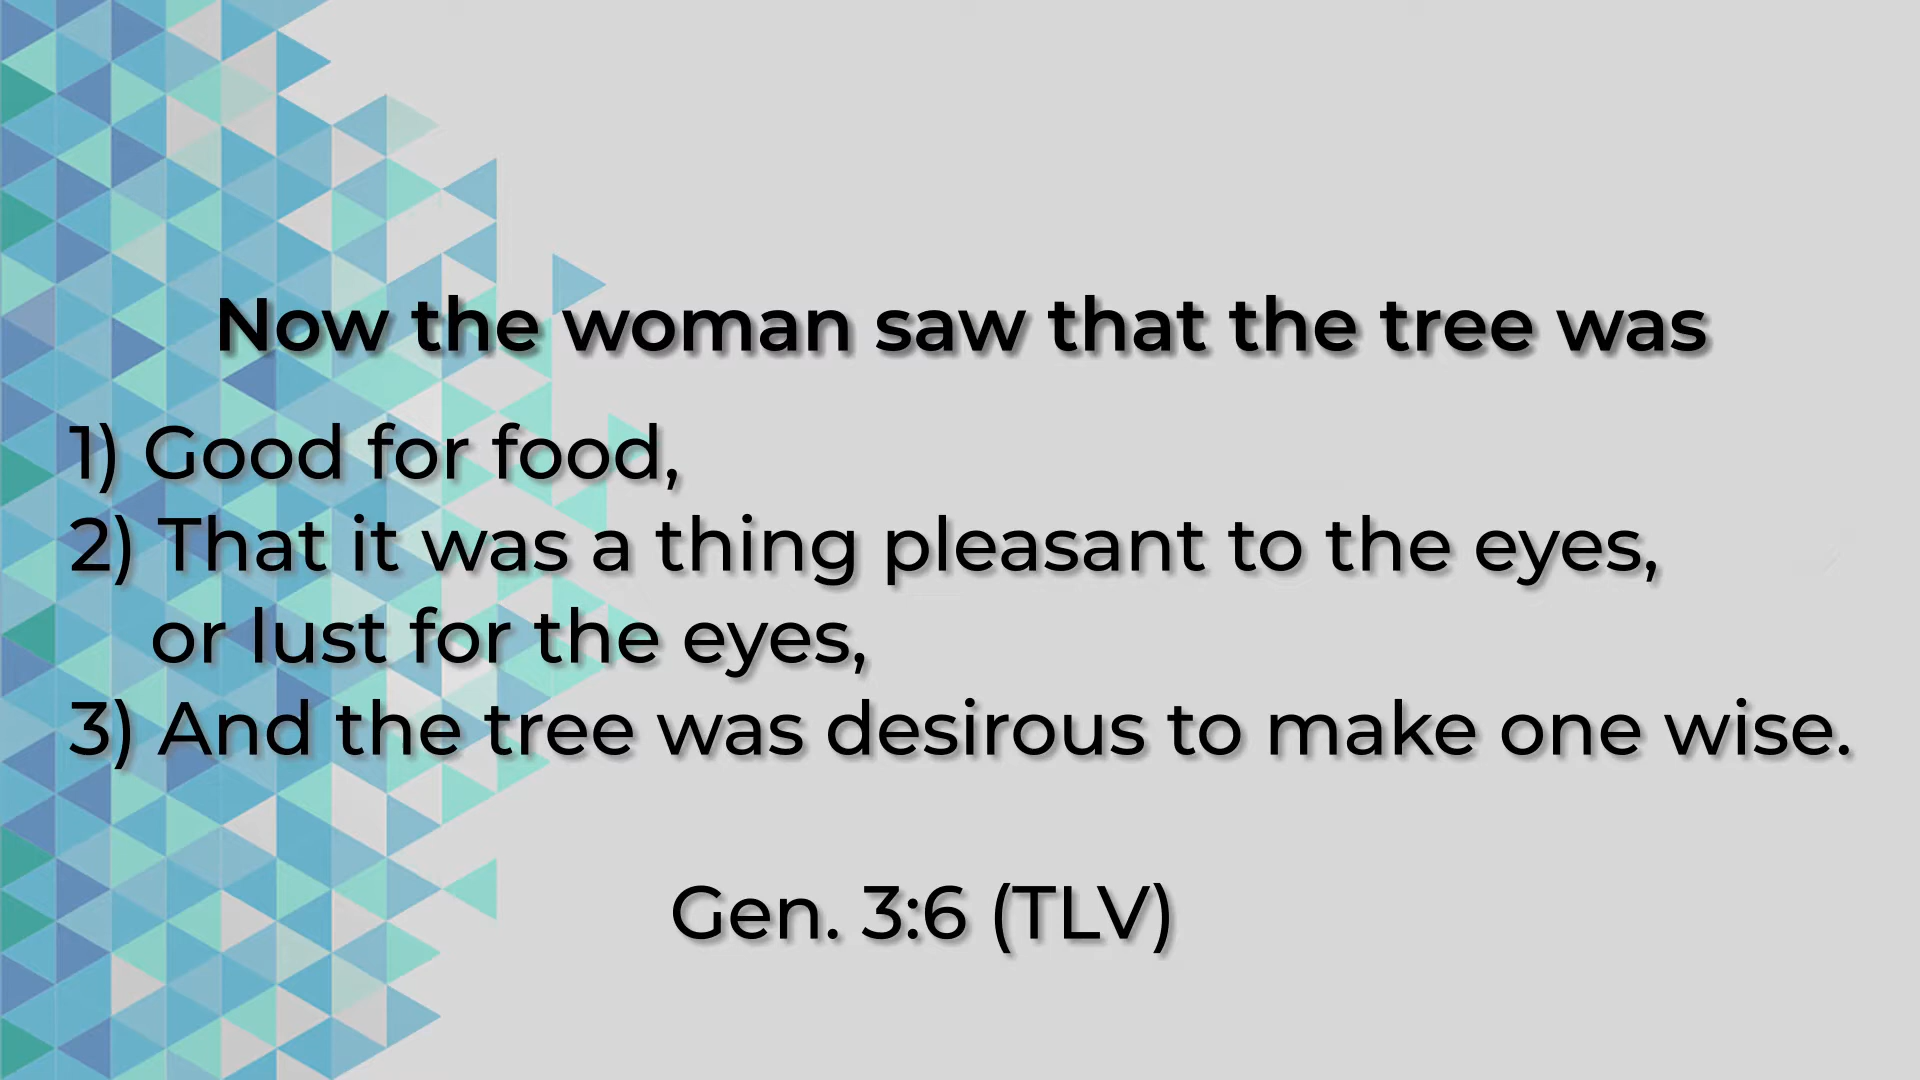 Now the woman saw that the tree was
1) Good for food,
2) That it was a thing pleasant to the eyes,
or lust for the eyes,
3) And the tree was desirous to make one wise.
Gen. 3:6 (TLV)